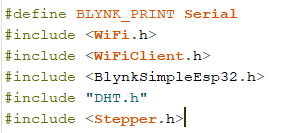 #define BLYNK_PRINT Serial
#include <WiFi.h>
#include <WiFiClient.h>
#include <BlynkSimpleEsp32.h>
#include "DHT.h"
#include <Stepper.h>